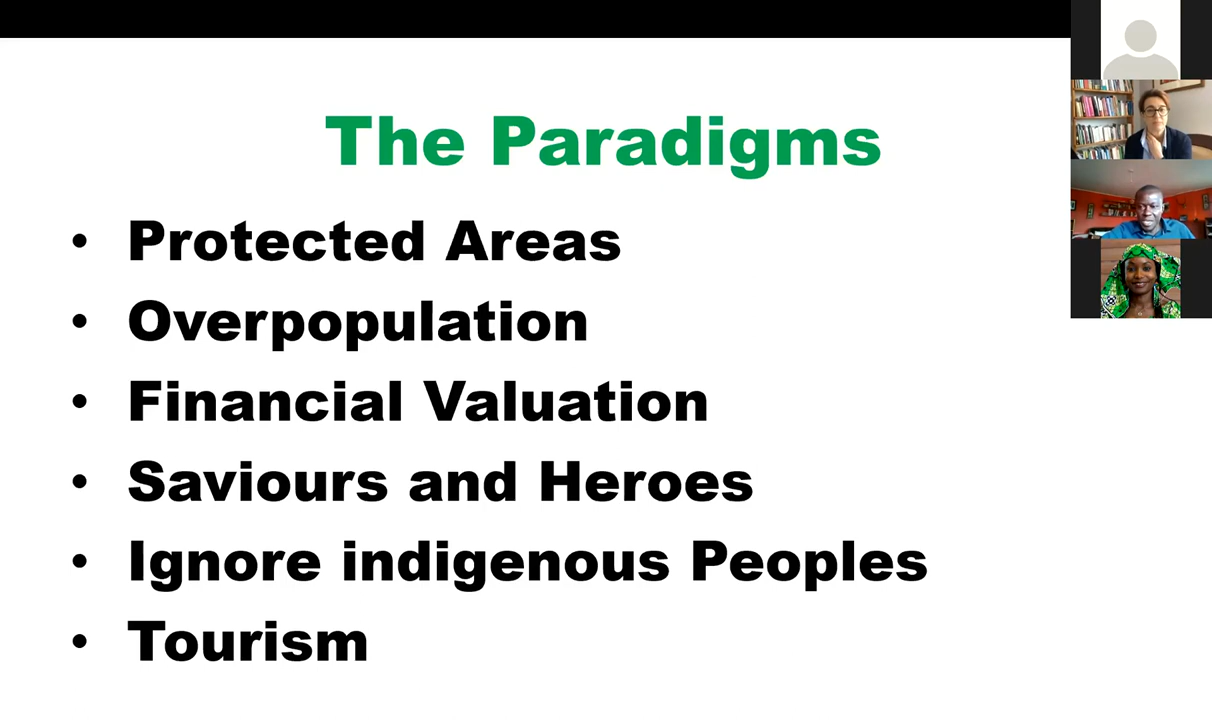 The Paradigms
• Protected Areas
• Overpopulation
• Financial Valuation
• Saviours and Heroes
• Ignore indigenous Peoples
• Tourism